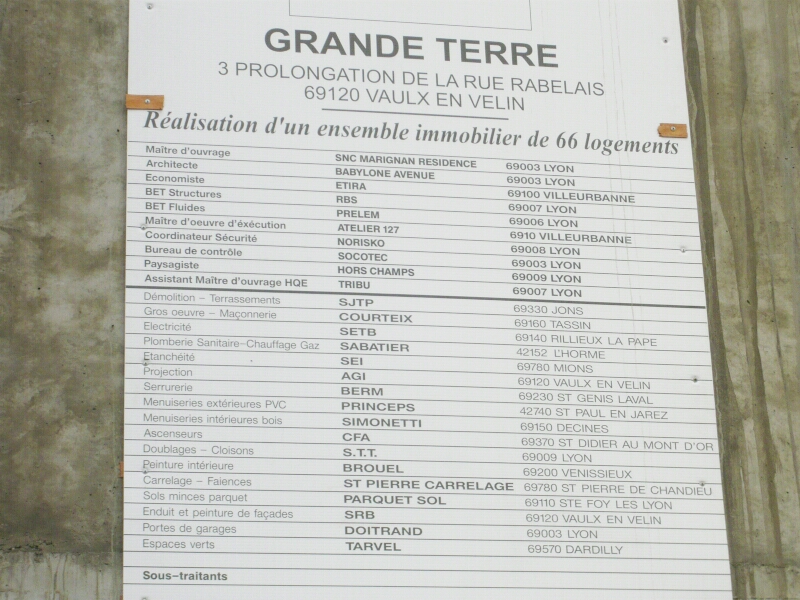 GRANDE TERRE
3 PROLONGATION DE LA RUE RABELAIS
69120 VAULX EN VELIN
Réalisation d'un ensemble immobilier de 66 logements
Maître d'ouvrage SNC MARIGNAN RESIDENCE 69003 LYON
Architecte BABYLONE AVENUE 69003 LYON
Economiste ETIRA 69100 VILLEURBANNE
BET Structures RBS 69007 LYON
BET Fluides PRELEM 69006 LYON
Maître d'oeuvre d'éxécution ATELIER 127 6910 VILLEURBANNE
Coordinateur Sécurité NORISKO 69008 LYON
Bureau de contrôle SOCOTEC 69003 LYON
Paysagiste HORS CHAMPS 69009 LYON
Assistant Maître d'ouvrage HQE TRIBU 69007 LYON
Démolition – Terrassements SJTP 69330 JONS
Gros oeuvre – Maçonnerie COURTEIX 69160 TASSIN
Electricité SETB 69140 RILLIEUX LA PAPE
Plomberie Sanitaire-Chauffage Gaz SABATIER 42152 L'HORME
Etanchéité SEI 69780 MIONS
Projection AGI 69120 VAULX EN VELIN
Serrurerie BERM 69230 ST GENIS LAVAL
Menuiseries extérieures PVC PRINCEPS 42740 ST PAUL EN JAREZ
Menuiseries intérieures bois SIMONETTI 69150 DECINES
Ascenseurs CFA 69370 ST DIDIER AU MONT D'OR
Doublages – Cloisons S.T.T. 69009 LYON
Peinture intérieure BROUEL 69200 VENISSIEUX
Carrelage – Faiences ST PIERRE CARRELAGE 69780 ST PIERRE DE CHANDIEU
Sols minces parquet PARQUET SOL 69110 STE FOY LES LYON
Enduit et peinture de façades SRB 69120 VAULX EN VELIN
Portes de garages DOITRAND 69003 LYON
Espaces verts TARVEL 69570 DARDILLY
Sous-traitants